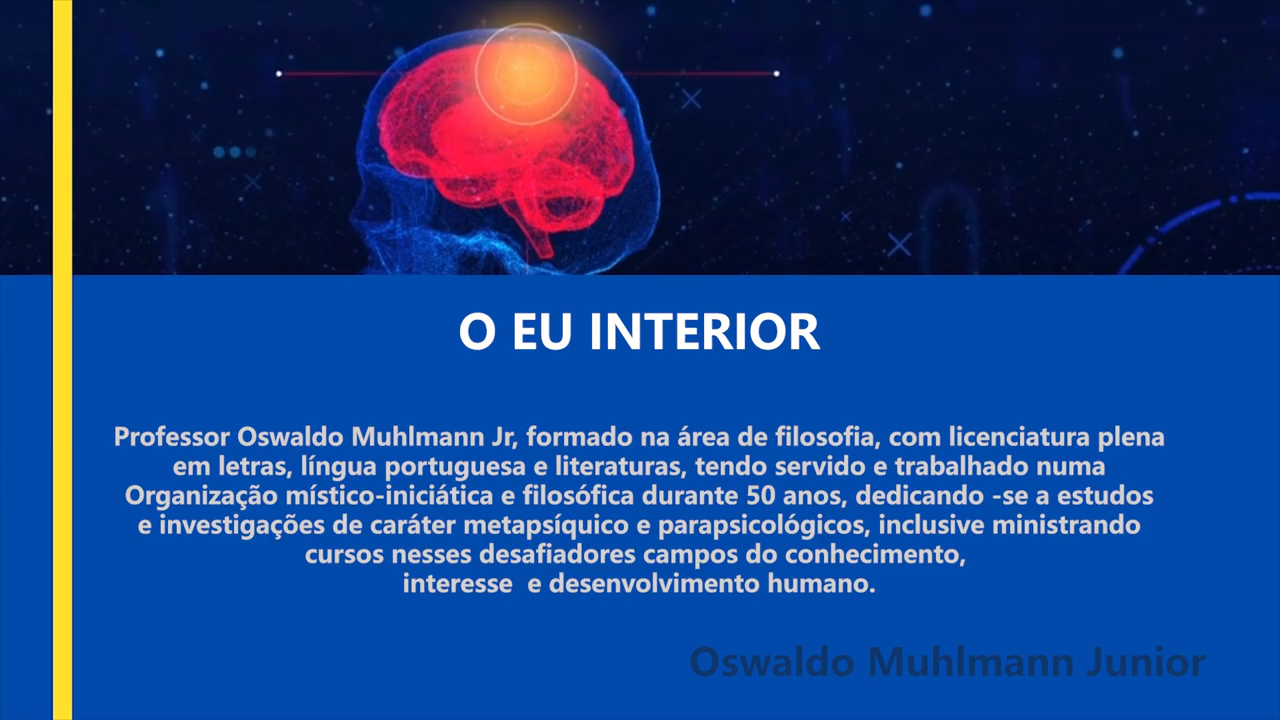 O EU INTERIOR
Professor Oswaldo Muhlmann Jr, formado na área de filosofia, com licenciatura plena
em letras, língua portuguesa e literaturas, tendo servido e trabalhado numa
Organização místico-iniciática e filosófica durante 50 anos, dedicando -se a estudos
e investigações de caráter metapsíquico e parapsicológicos, inclusive ministrando
cursos nesses desafiadores campos do conhecimento,
interesse  e desenvolvimento humano.
Oswaldo Muhlmann Junior